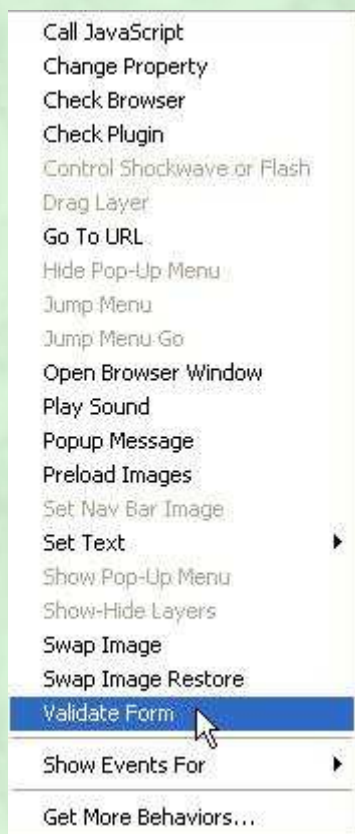 Call JavaScript
Change Property
Check Browser
Check Plugin
Control Shockwave or Flash
Drag Layer
Go To URL
Hide Pop-Up Menu
Jump Menu
Jump Menu Go
Open Browser Window
Play Sound
Popup Message
Preload Images
Set Nav Bar Image
Set Text
Show Pop-Up Menu
Show-Hide Layers
Swap Image
Swap Image Restore
Validate Form
Show Events For
Get More Behaviors...